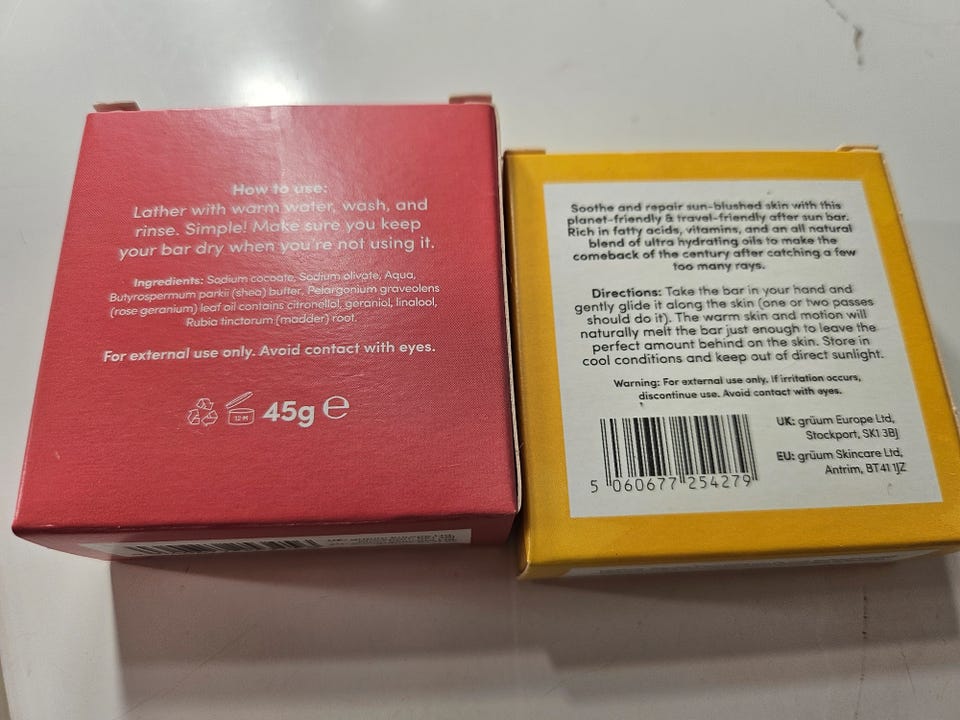 How to use:
Lather with warm water, wash, and
rinse. Simple! Make sure you keep
your bar dry when you're not using it.
Ingredients: Sodium cocoate, Sodium olivate, Aqua,
Butyrospermum parkii (shea) butter, Pelargonium graveolens
(rose geranium) leaf oil contains citronellol, geraniol, linalool,
Rubia tinctorum (madder) root.
For external use only. Avoid contact with eyes.
12 M
45g e
Soothe and repair sun-blushed skin with this
planet-friendly & travel-friendly after sun bar.
Rich in fatty acids, vitamins, and an all natural
blend of ultra hydrating oils to make the
comeback of the century after catching a few
too many rays.
Directions: Take the bar in your hand and
gently glide it along the skin (one or two passes
should do it). The warm skin and motion will
naturally melt the bar just enough to leave the
perfect amount behind on the skin. Store in
cool conditions and keep out of direct sunlight.
Warning: For external use only. If irritation occurs,
discontinue use. Avoid contact with eyes.
UK: grüum Europe Ltd,
Stockport, SK1 3BJ
EU: grüum Skincare Ltd,
Antrim, BT41 1JZ
5 060677 254279